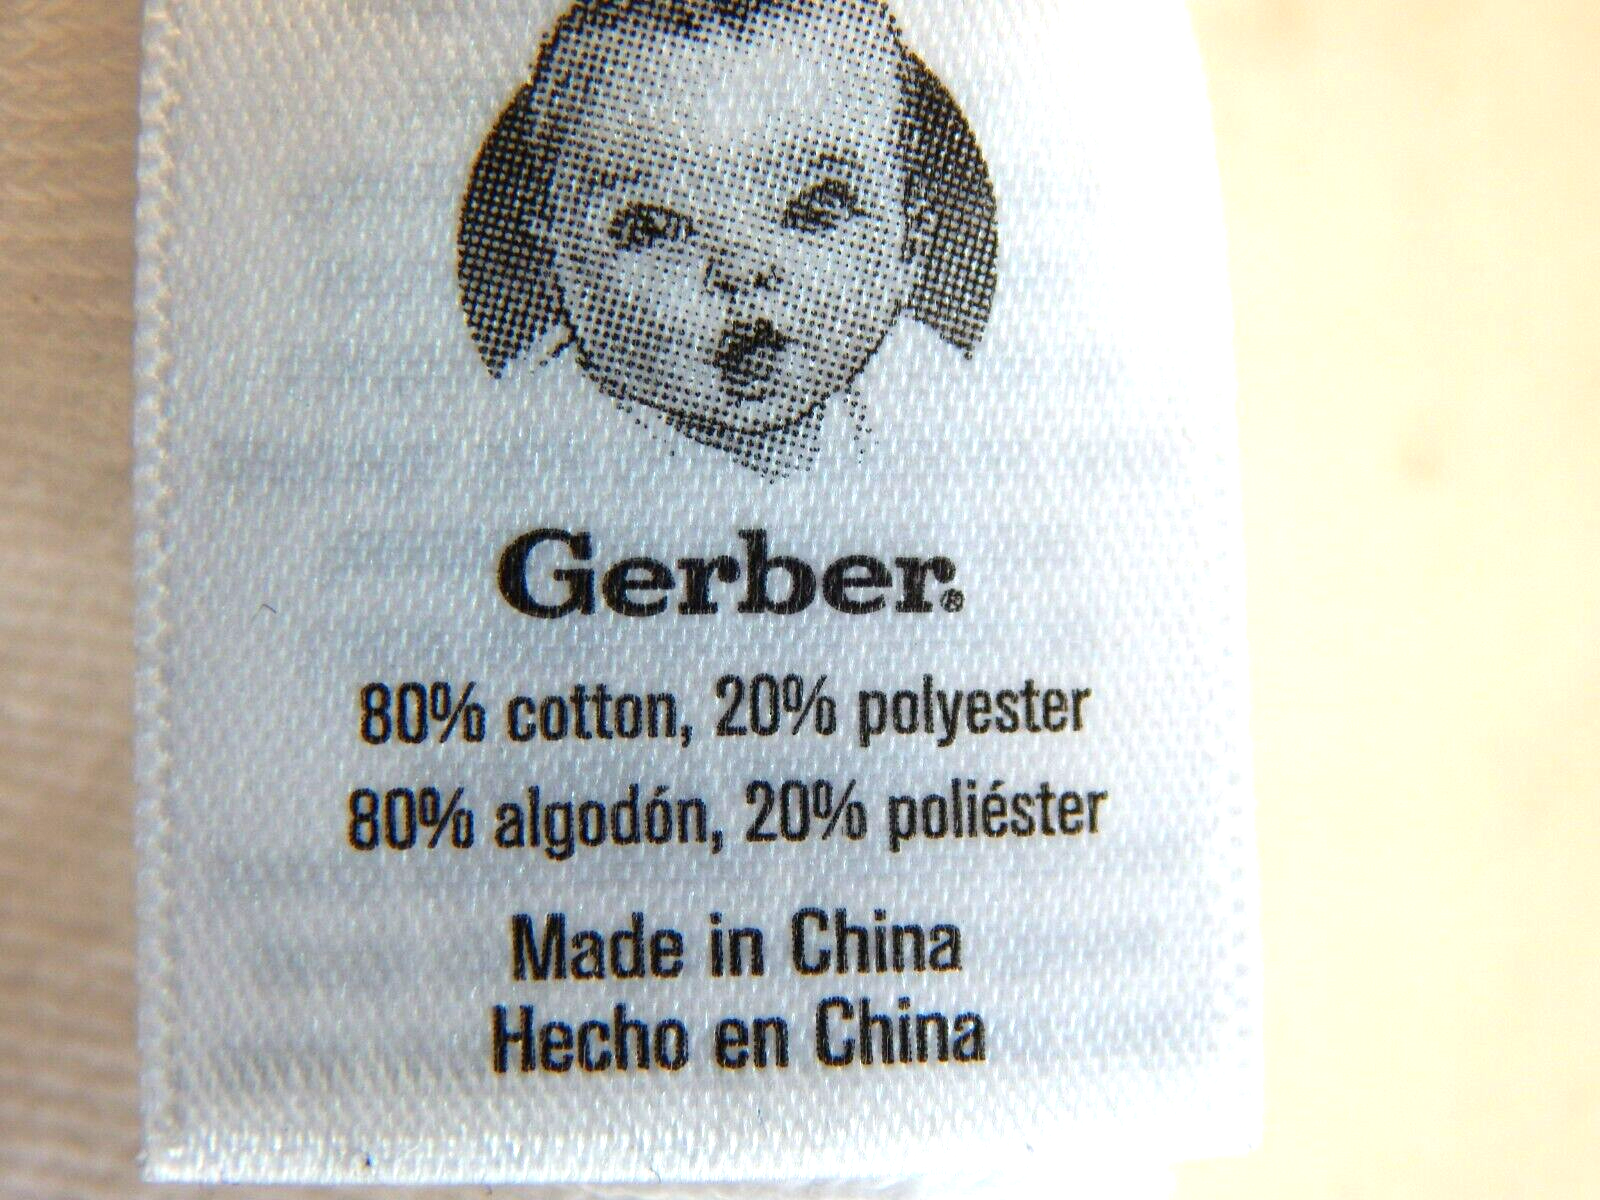 Gerber®
80% cotton, 20% polyester
80% algodón, 20% poliéster
Made in China
Hecho en China